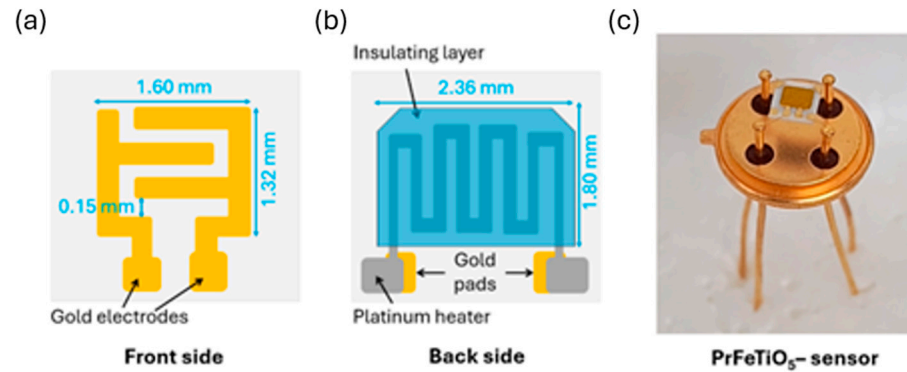 (a)
(b)
(c)
Insulating layer
1.60 mm
1.32 mm
0.15 mm
Gold electrodes
Front side
2.36 mm
1.80 mm
Gold
pads
Platinum heater
Back side
PrFeTiO₅– sensor